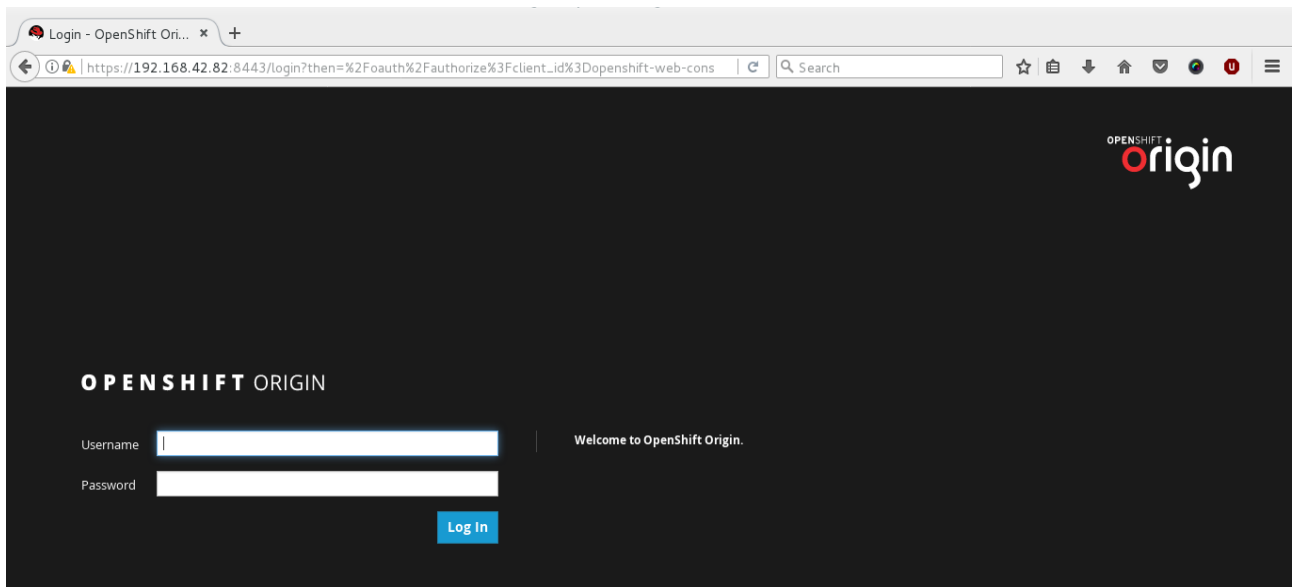 Login - OpenShift Ori...
https://192.168.42.82:8443/login?then=%2Foauth%2Fauthorize%3Fclient_id%3Dopenshift-web-cons
Search
OPENSHIFT
origin
OPENSHIFT ORIGIN
Username
Welcome to OpenShift Origin.
Password
Log In